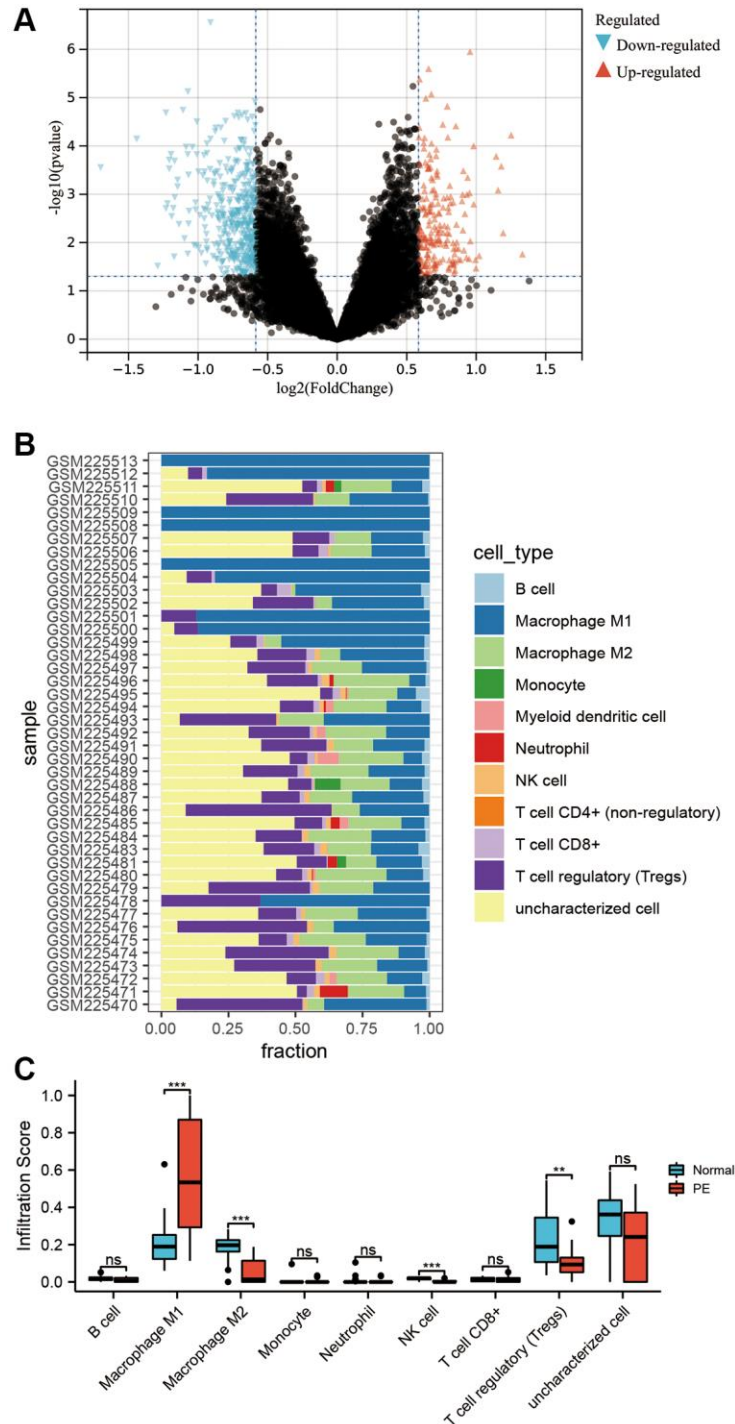 A
Regulated
Down-regulated
Up-regulated
6
5
4
3
2
1
0
-log10(pvalue)
−1.5 −1.0 −0.5 0.0 0.5 1.0 1.5
log2(FoldChange)
B
GSM225513
GSM225512
GSM225511
GSM225510
GSM225509
GSM225508
GSM225507
GSM225506
GSM225505
GSM225504
GSM225503
GSM225502
GSM225501
GSM225500
GSM225499
GSM225498
GSM225497
GSM225496
GSM225495
GSM225494
GSM225493
GSM225492
GSM225491
GSM225490
GSM225489
GSM225488
GSM225487
GSM225486
GSM225485
GSM225484
GSM225483
GSM225481
GSM225480
GSM225479
GSM225478
GSM225477
GSM225476
GSM225475
GSM225474
GSM225473
GSM225472
GSM225471
GSM225470
sample
0.00 0.25 0.50 0.75 1.00
fraction
cell_type
B cell
Macrophage M1
Macrophage M2
Monocyte
Myeloid dendritic cell
Neutrophil
NK cell
T cell CD4+ (non-regulatory)
T cell CD8+
T cell regulatory (Tregs)
uncharacterized cell
C
Infiltration Score
1.0
0.8
0.6
0.4
0.2
0.0
ns *** *** ns ns *** ns ** ns
Normal
PE
B cell
Macrophage M1
Macrophage M2
Monocyte
Neutrophil
NK cell
T cell CD8+
T cell regulatory (Tregs)
uncharacterized cell